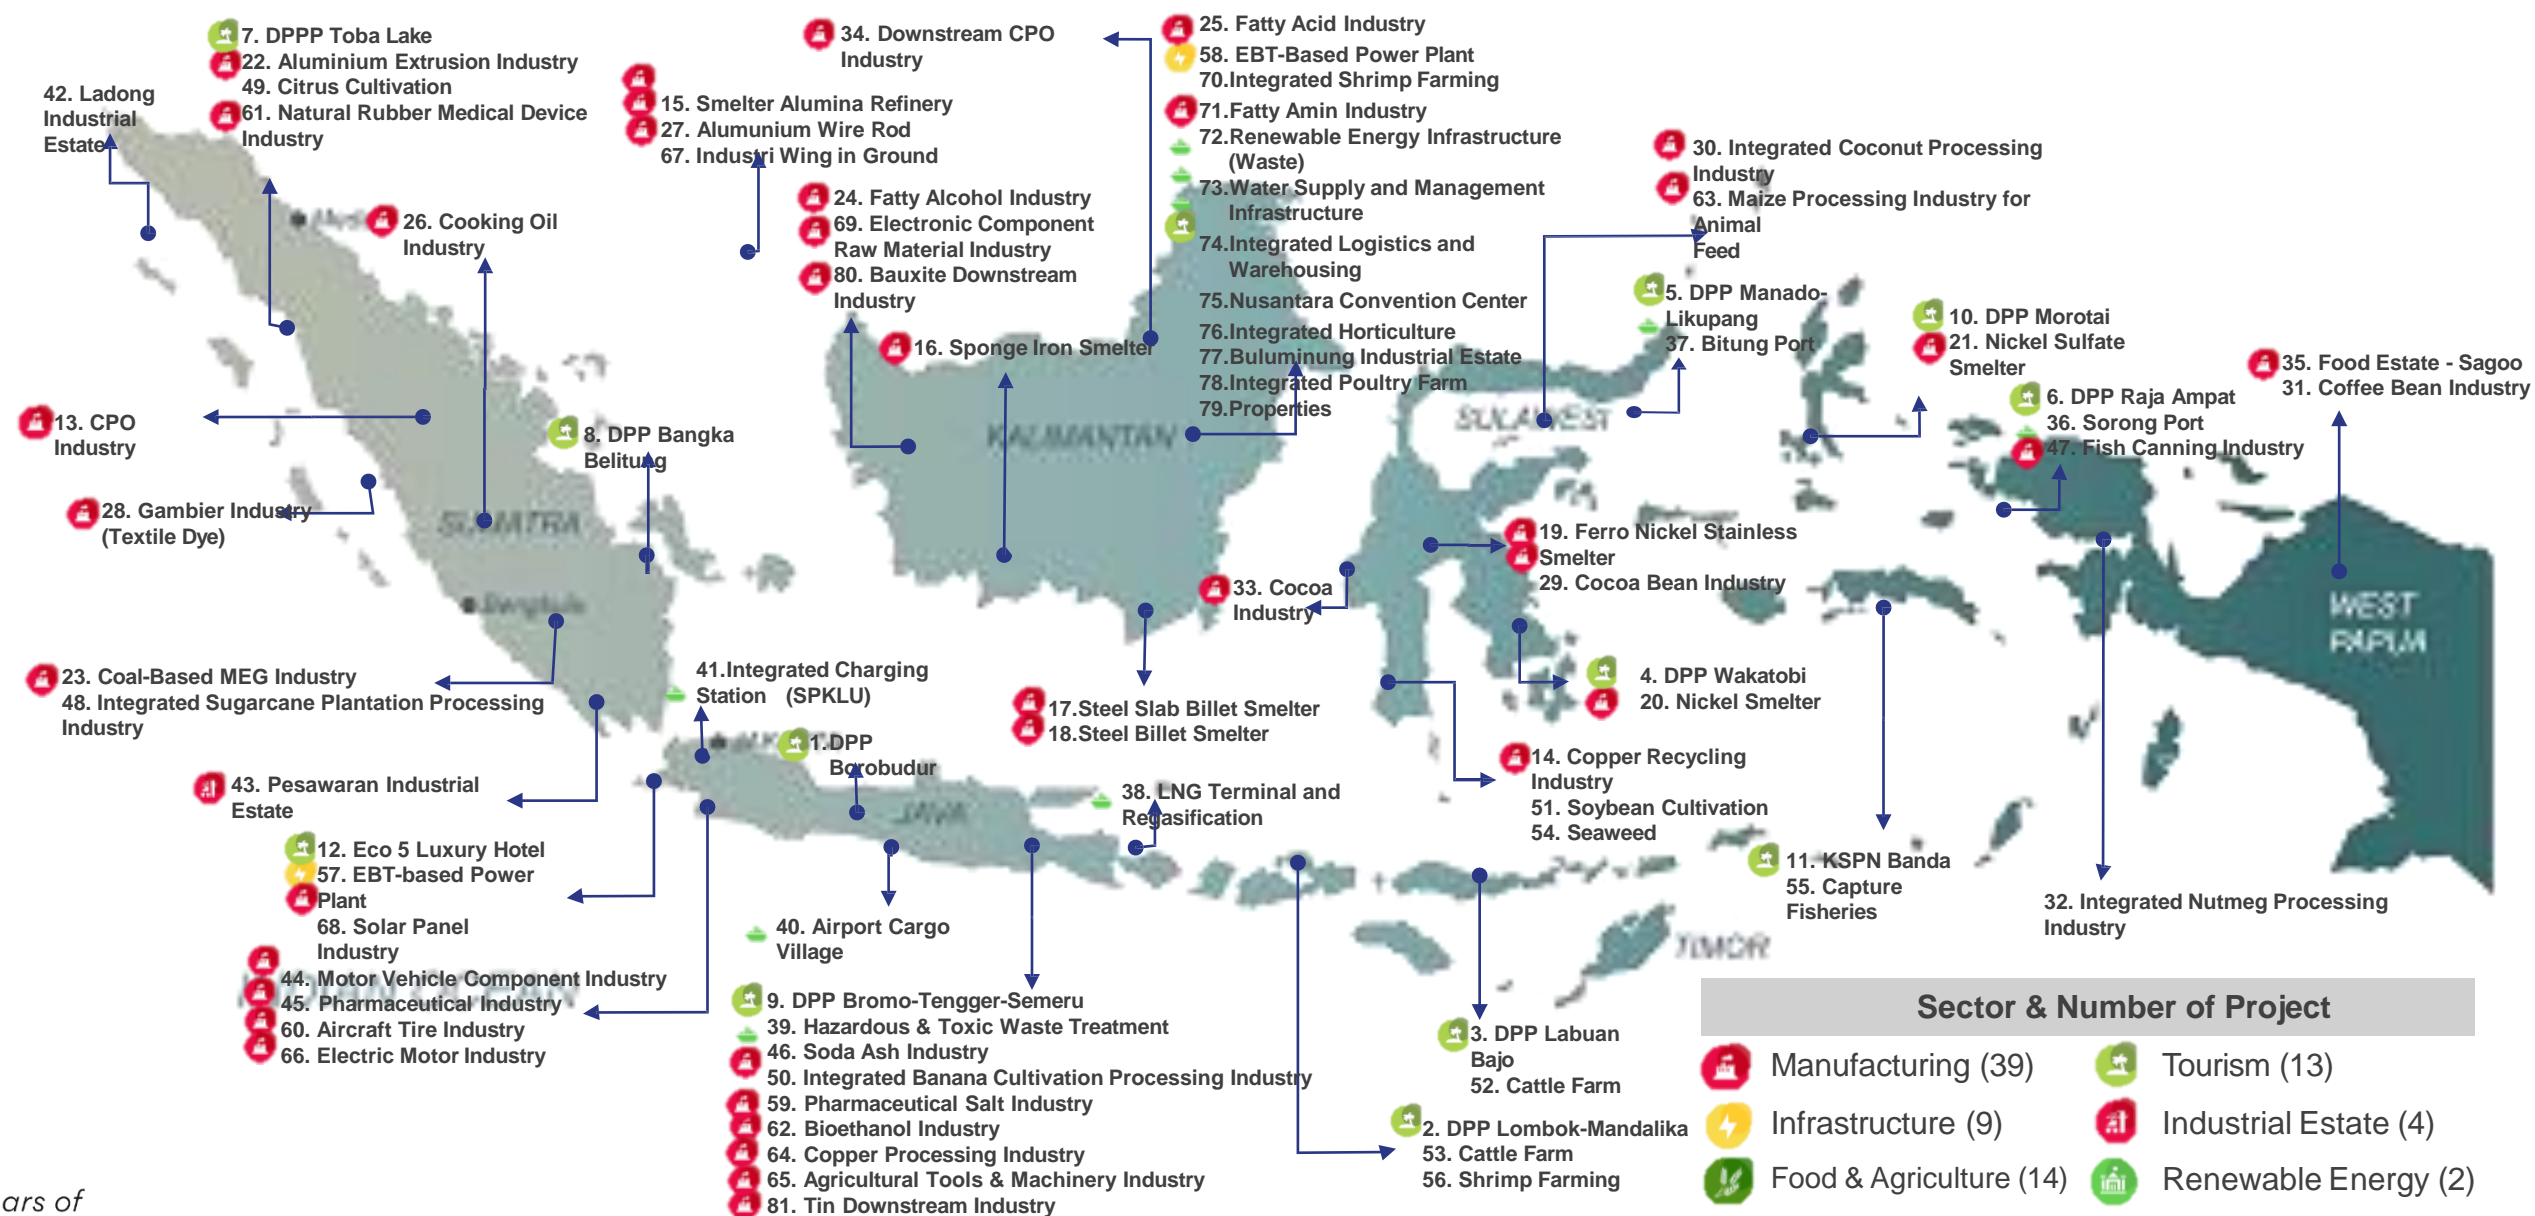 7. DPPP Toba Lake
22. Aluminium Extrusion Industry
49. Citrus Cultivation
61. Natural Rubber Medical Device
Industry
42. Ladong
Industrial
Estate
26. Cooking Oil
Industry
13. CPO
Industry
28. Gambier Industry
(Textile Dye)
SUMATRA
Bengkulu
8. DPP Bangka
Belitung
15. Smelter Alumina Refinery
27. Alumunium Wire Rod
67. Industri Wing in Ground
34. Downstream CPO
Industry
24. Fatty Alcohol Industry
69. Electronic Component
Raw Material Industry
80. Bauxite Downstream
Industry
16. Sponge Iron Smelter
KALIMANTAN
25. Fatty Acid Industry
58. EBT-Based Power Plant
70.Integrated Shrimp Farming
71.Fatty Amin Industry
72.Renewable Energy Infrastructure
(Waste)
73.Water Supply and Management
Infrastructure
74.Integrated Logistics and
Warehousing
75.Nusantara Convention Center
76.Integrated Horticulture
77.Buluminung Industrial Estate
78.Integrated Poultry Farm
79.Properties
30. Integrated Coconut Processing
Industry
63. Maize Processing Industry for
Animal
Feed
5. DPP Manado-
Likupang
37. Bitung Port
SULAWEST
10. DPP Morotai
21. Nickel Sulfate
Smelter
6. DPP Raja Ampat
36. Sorong Port
47. Fish Canning Industry
35. Food Estate - Sagoo
31. Coffee Bean Industry
19. Ferro Nickel Stainless
Smelter
29. Cocoa Bean Industry
33. Cocoa
Industry
4. DPP Wakatobi
20. Nickel Smelter
WEST
PAPUA
23. Coal-Based MEG Industry
48. Integrated Sugarcane Plantation Processing
Industry
41.Integrated Charging
Station (SPKLU)
17.Steel Slab Billet Smelter
18.Steel Billet Smelter
14. Copper Recycling
Industry
51. Soybean Cultivation
54. Seaweed
43. Pesawaran Industrial
Estate
1.DPP
Borobudur
JAVA
38. LNG Terminal and
Regasification
12. Eco 5 Luxury Hotel
57. EBT-based Power
Plant
68. Solar Panel
Industry
40. Airport Cargo
Village
11. KSPN Banda
55. Capture
Fisheries
32. Integrated Nutmeg Processing
Industry
TIMOR
INDIAN OCEAN
44. Motor Vehicle Component Industry
45. Pharmaceutical Industry
60. Aircraft Tire Industry
66. Electric Motor Industry
9. DPP Bromo-Tengger-Semeru
39. Hazardous & Toxic Waste Treatment
46. Soda Ash Industry
50. Integrated Banana Cultivation Processing Industry
59. Pharmaceutical Salt Industry
62. Bioethanol Industry
64. Copper Processing Industry
65. Agricultural Tools & Machinery Industry
81. Tin Downstream Industry
3. DPP Labuan
Bajo
52. Cattle Farm
2. DPP Lombok-Mandalika
53. Cattle Farm
56. Shrimp Farming
Sector & Number of Project
Manufacturing (39)
Tourism (13)
Infrastructure (9)
Industrial Estate (4)
Food & Agriculture (14)
Renewable Energy (2)
ars of